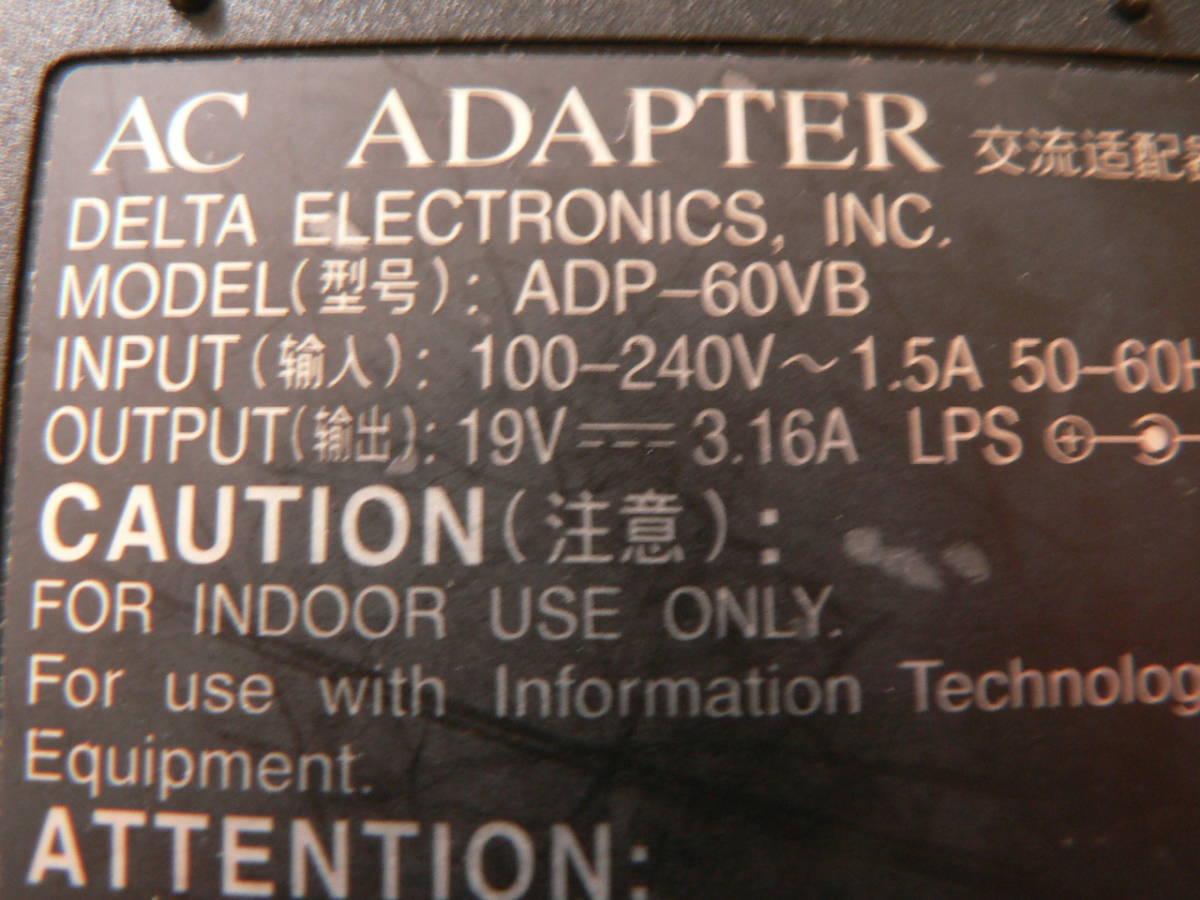 AC ADAPTER 交流适配器
DELTA ELECTRONICS, INC.
MODEL(型号): ADP-60VB
INPUT(输入): 100-240V~1.5A 50-60H
OUTPUT(输出): 19V⎓3.16A LPS
CAUTION(注意):
FOR INDOOR USE ONLY.
For use with Information Technolog
Equipment.
ATTENTION: